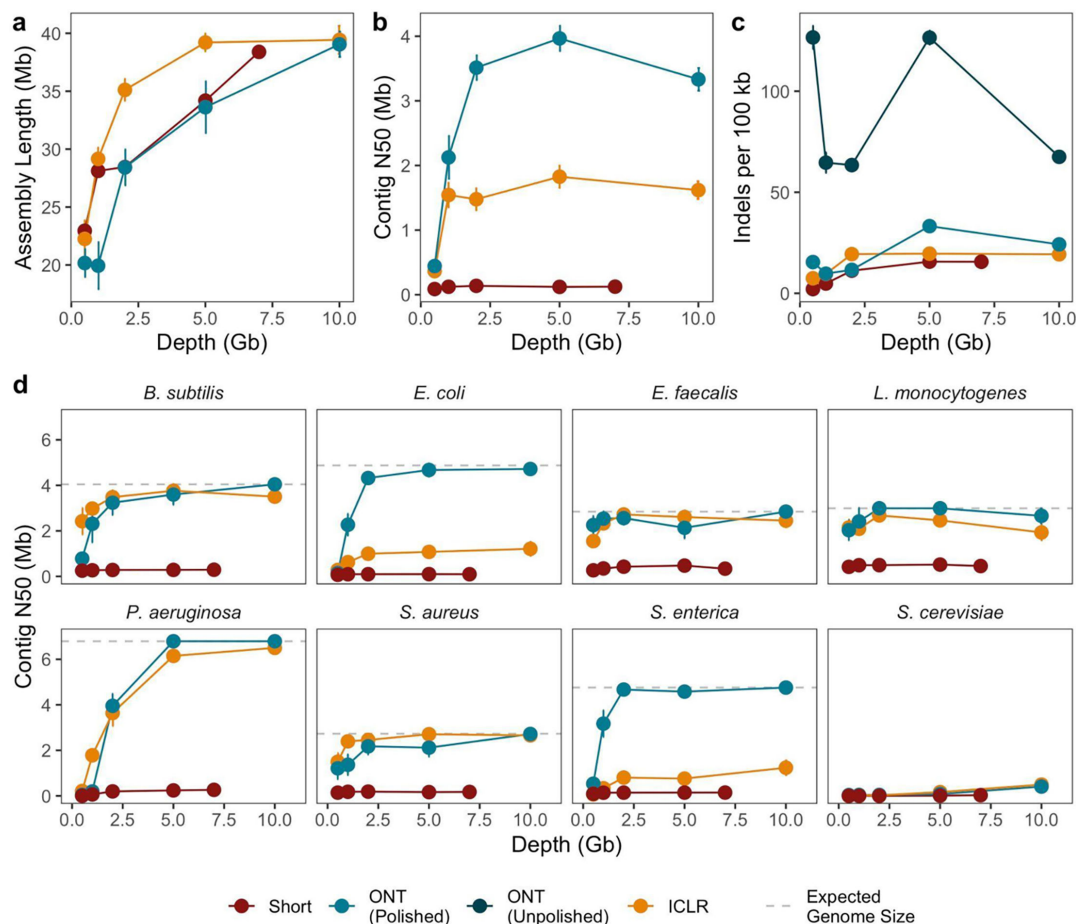 a
b
c
Assembly Length (Mb)
40
35
30
25
20
0.0 2.5 5.0 7.5 10.0
Depth (Gb)
Contig N50 (Mb)
4
3
2
1
0
0.0 2.5 5.0 7.5 10.0
Depth (Gb)
Indels per 100 kb
100
50
0
0.0 2.5 5.0 7.5 10.0
Depth (Gb)
d
B. subtilis E. coli E. faecalis L. monocytogenes
6
4
2
0
Contig N50 (Mb)
P. aeruginosa S. aureus S. enterica S. cerevisiae
6
4
2
0
0.0 2.5 5.0 7.5 10.0 0.0 2.5 5.0 7.5 10.0 0.0 2.5 5.0 7.5 10.0 0.0 2.5 5.0 7.5 10.0
Depth (Gb)
Short
ONT
(Polished)
ONT
(Unpolished)
ICLR
Expected
Genome Size